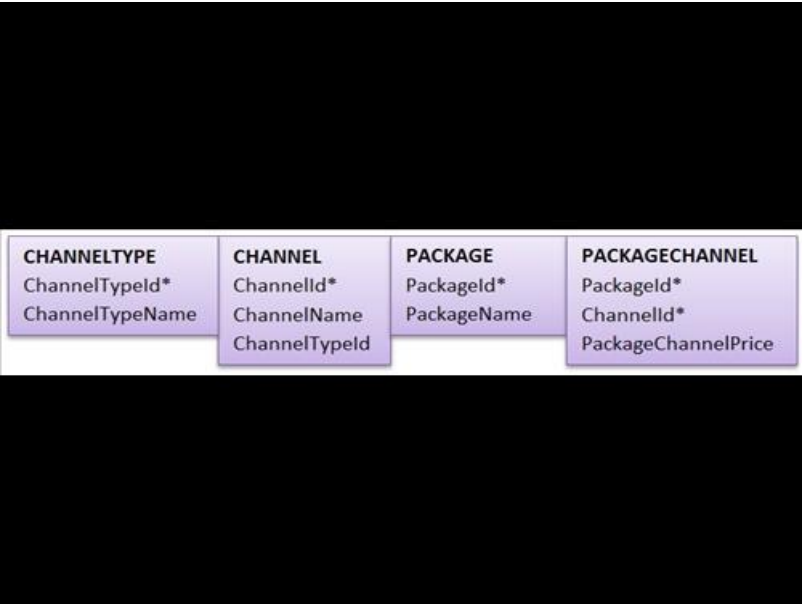 CHANNELTYPE
ChannelTypeId*
ChannelTypeName
CHANNEL
ChannelId*
ChannelName
ChannelTypeId
PACKAGE
PackageId*
PackageName
PACKAGECHANNEL
PackageId*
ChannelId*
PackageChannelPrice